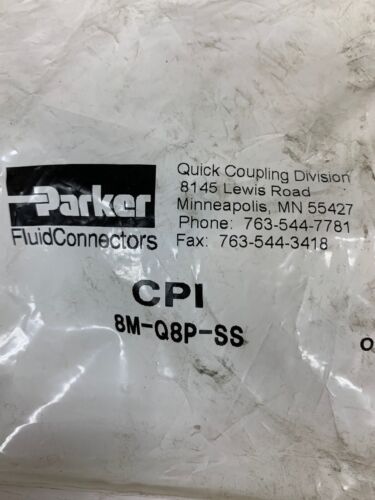 Parker
FluidConnectors
Quick Coupling Division
8145 Lewis Road
Minneapolis, MN 55427
Phone: 763-544-7781
Fax: 763-544-3418
CPI
8M-Q8P-SS
O